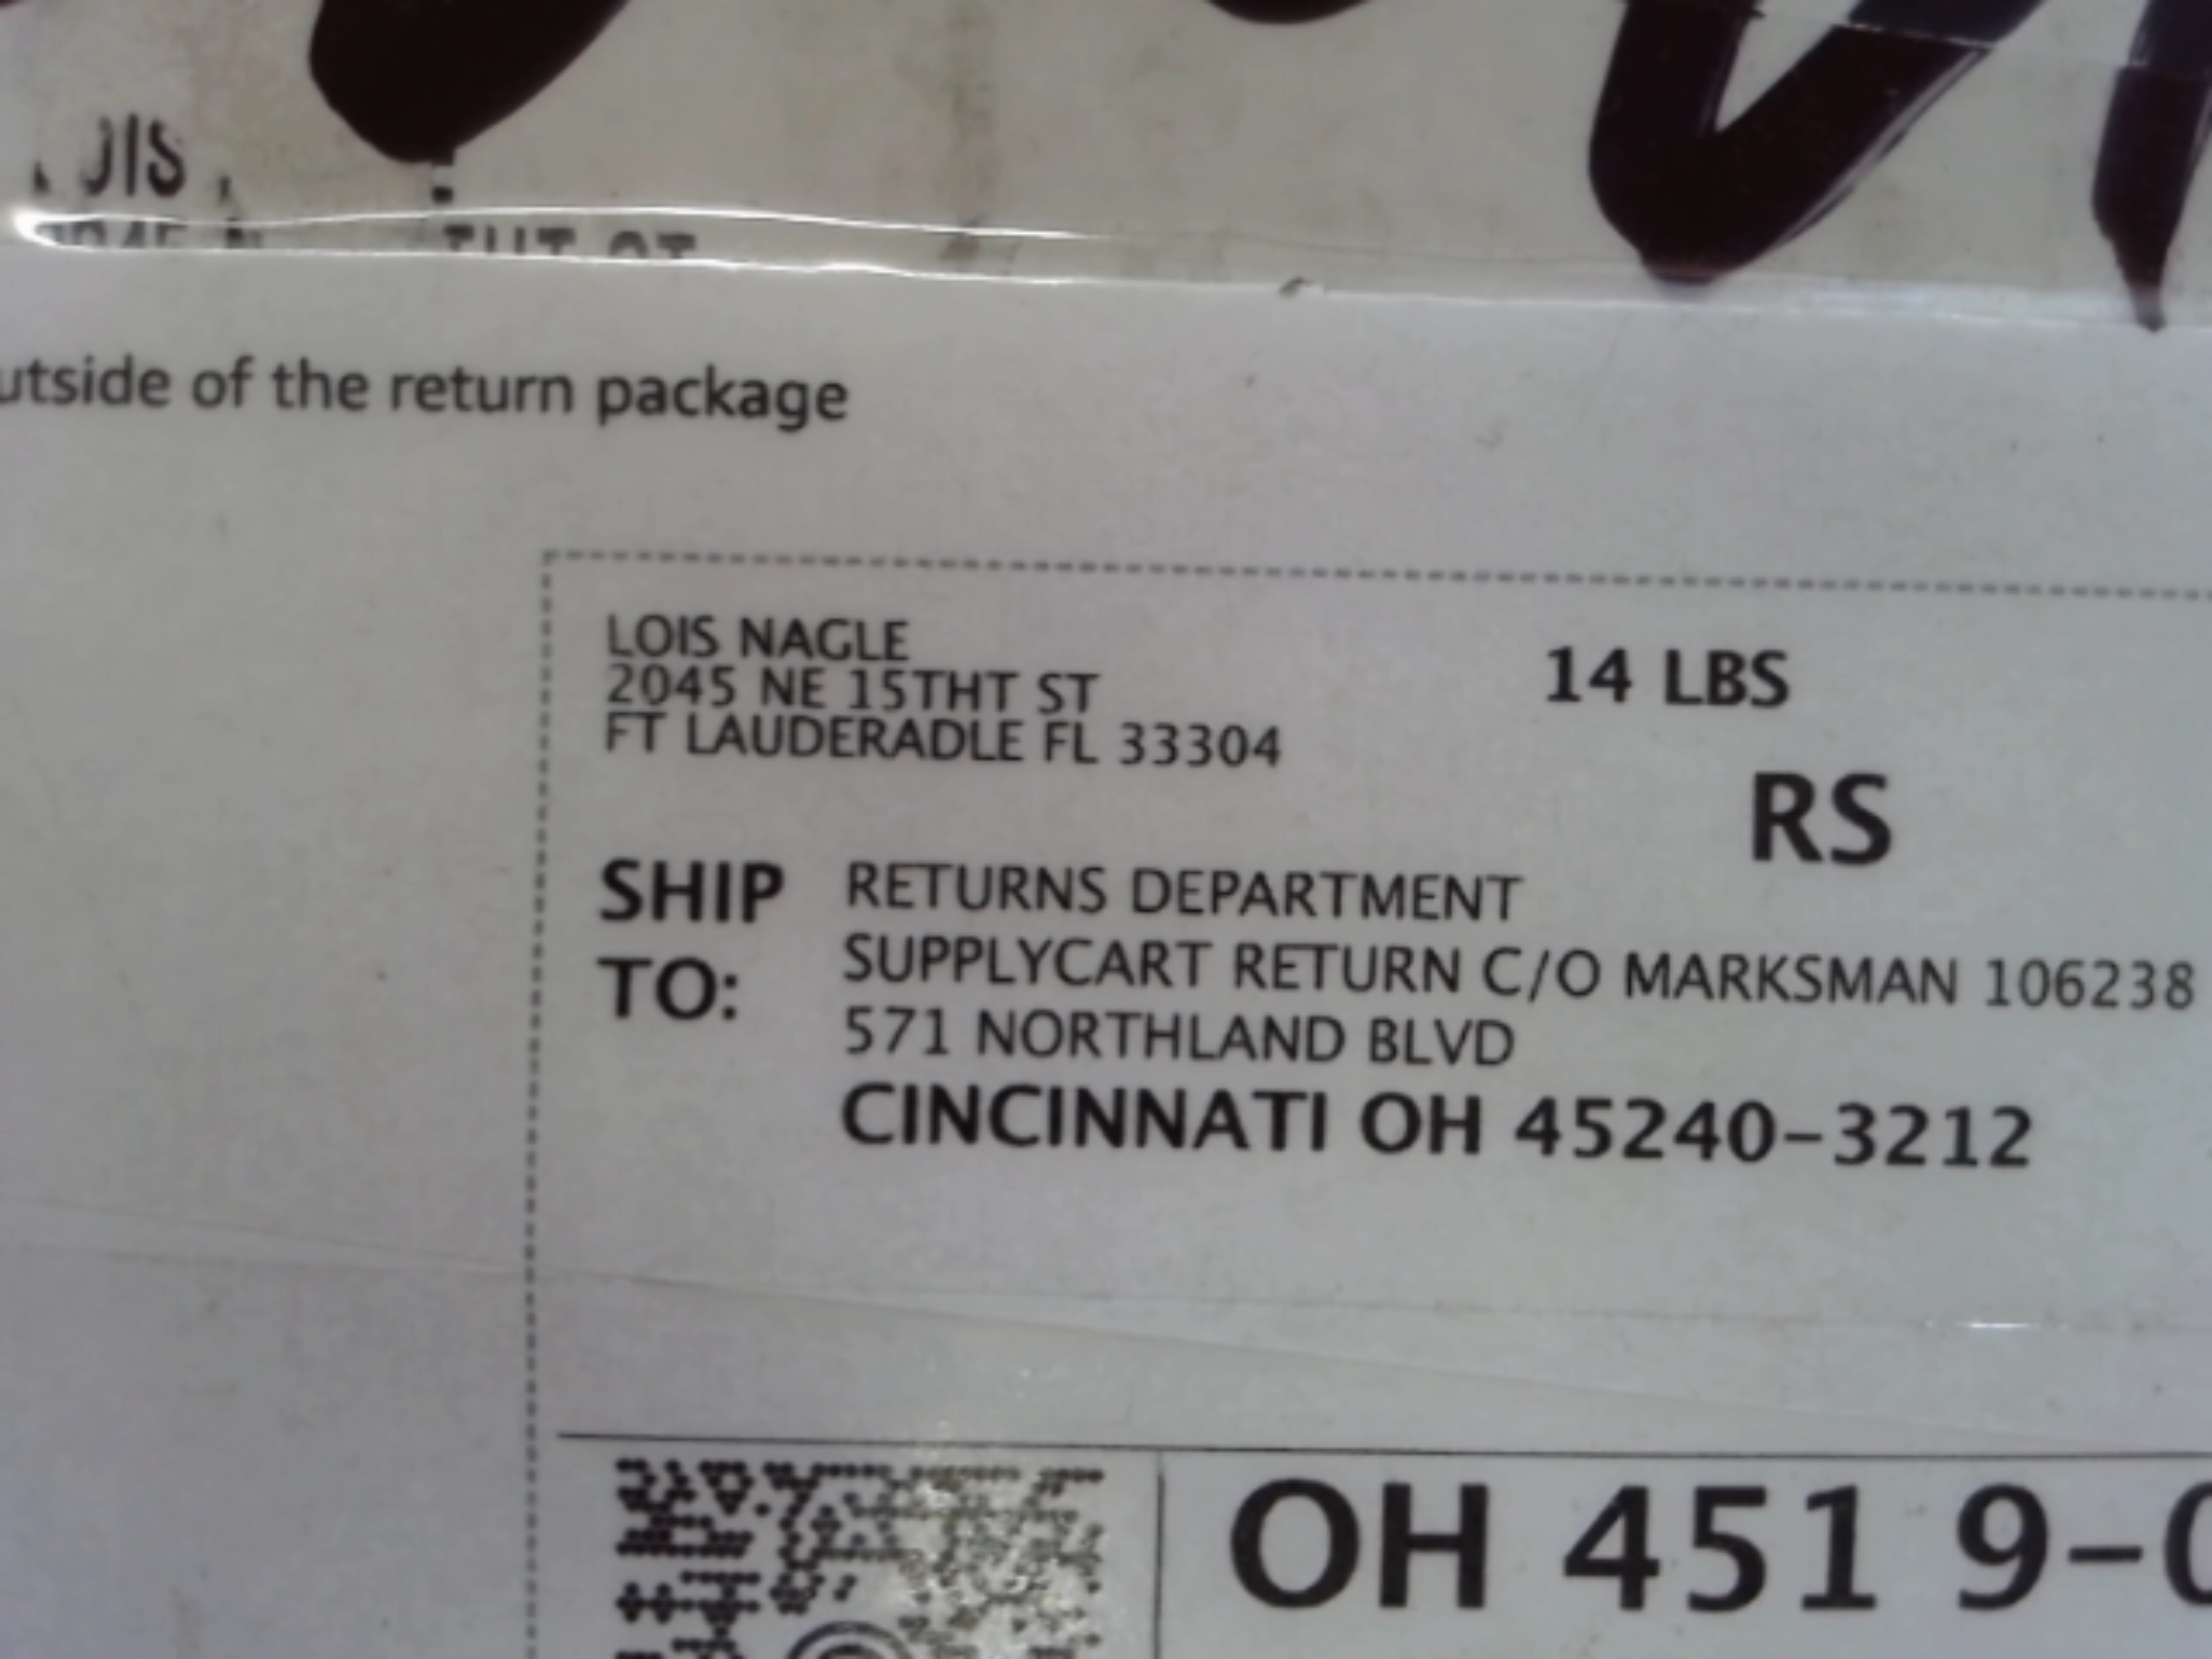 utside of the return package
LOIS NAGLE
14 LBS
2045 NE 15THT ST
FT LAUDERADLE FL 33304
RS
SHIP TO:
RETURNS DEPARTMENT
SUPPLYCART RETURN C/O MARKSMAN 106238
571 NORTHLAND BLVD
CINCINNATI OH 45240-3212
OH 451 9-0